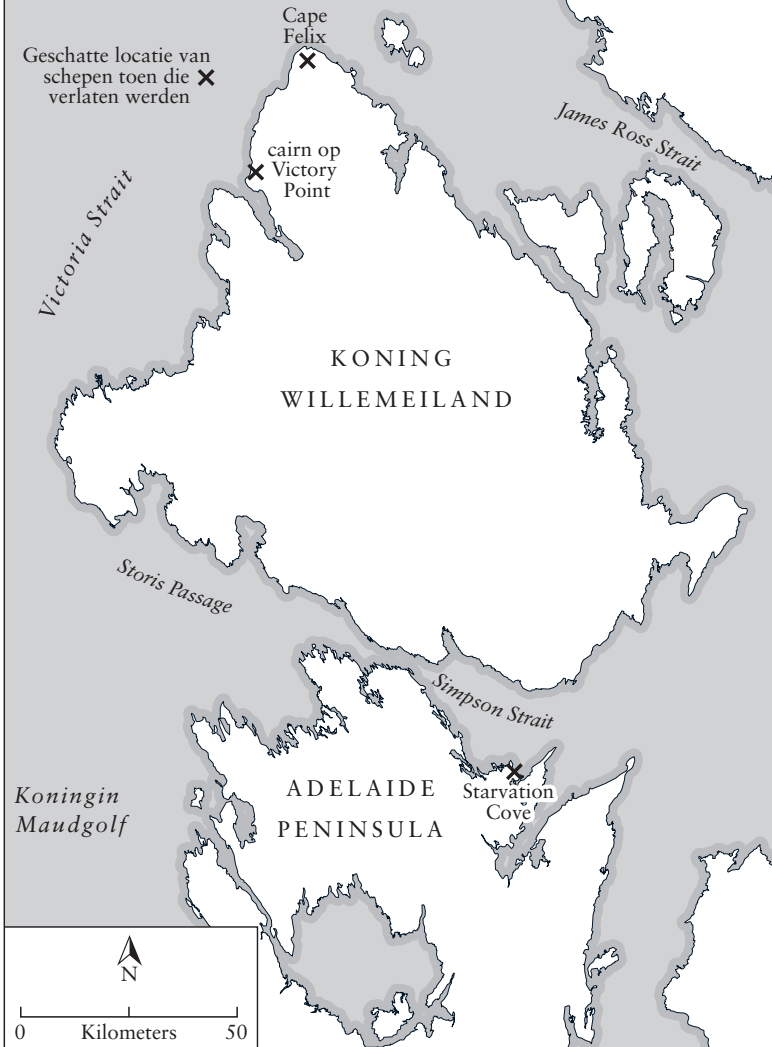 Cape
Felix
Geschatte locatie van
schepen toen die
verlaten werden
James Ross Strait
cairn op
Victory
Point
Victoria Strait
KONING
WILLEMEILAND
Storis Passage
Simpson Strait
Koningin
Maudgolf
ADELAIDE
PENINSULA
Starvation
Cove
N
0 Kilometers 50